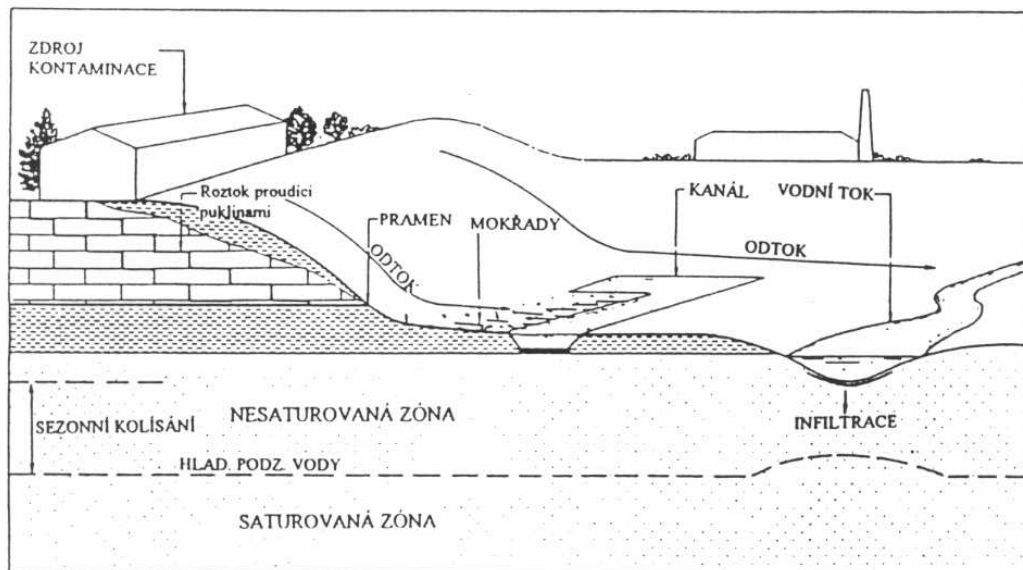 ZDROJ
KONTAMINACE
Roztok proudící
puklinami
PRAMEN
MOKŘADY
KANÁL
VODNÍ TOK
ODTOK
ODTOK
INFILTRACE
SEZONNÍ KOLÍSÁNÍ
NESATUROVANÁ ZÓNA
HLAD. PODZ. VODY
SATUROVANÁ ZÓNA